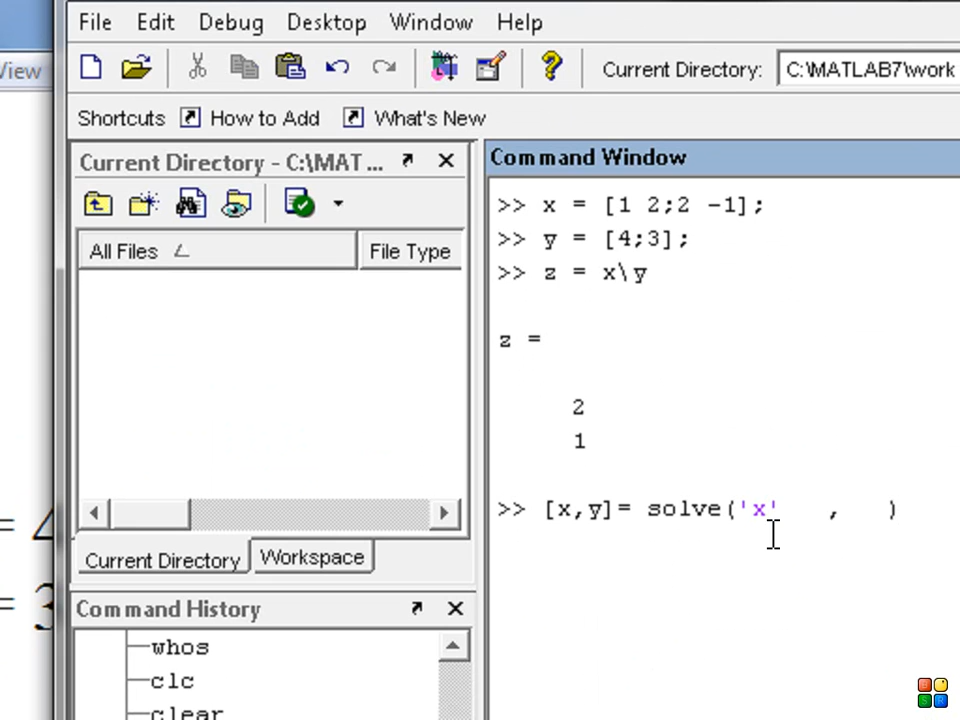 File Edit Debug Desktop Window Help
View
Current Directory: C:\MATLAB7\work
Shortcuts How to Add What's New
Current Directory - C:\MAT ...
All Files File Type
Current Directory Workspace
Command History
whos
clc
clear
Command Window
>> x = [1 2;2 -1];
>> y = [4;3];
>> z = x\y
z =
2
1
>> [x,y]= solve('x' , )
= 4
= 3